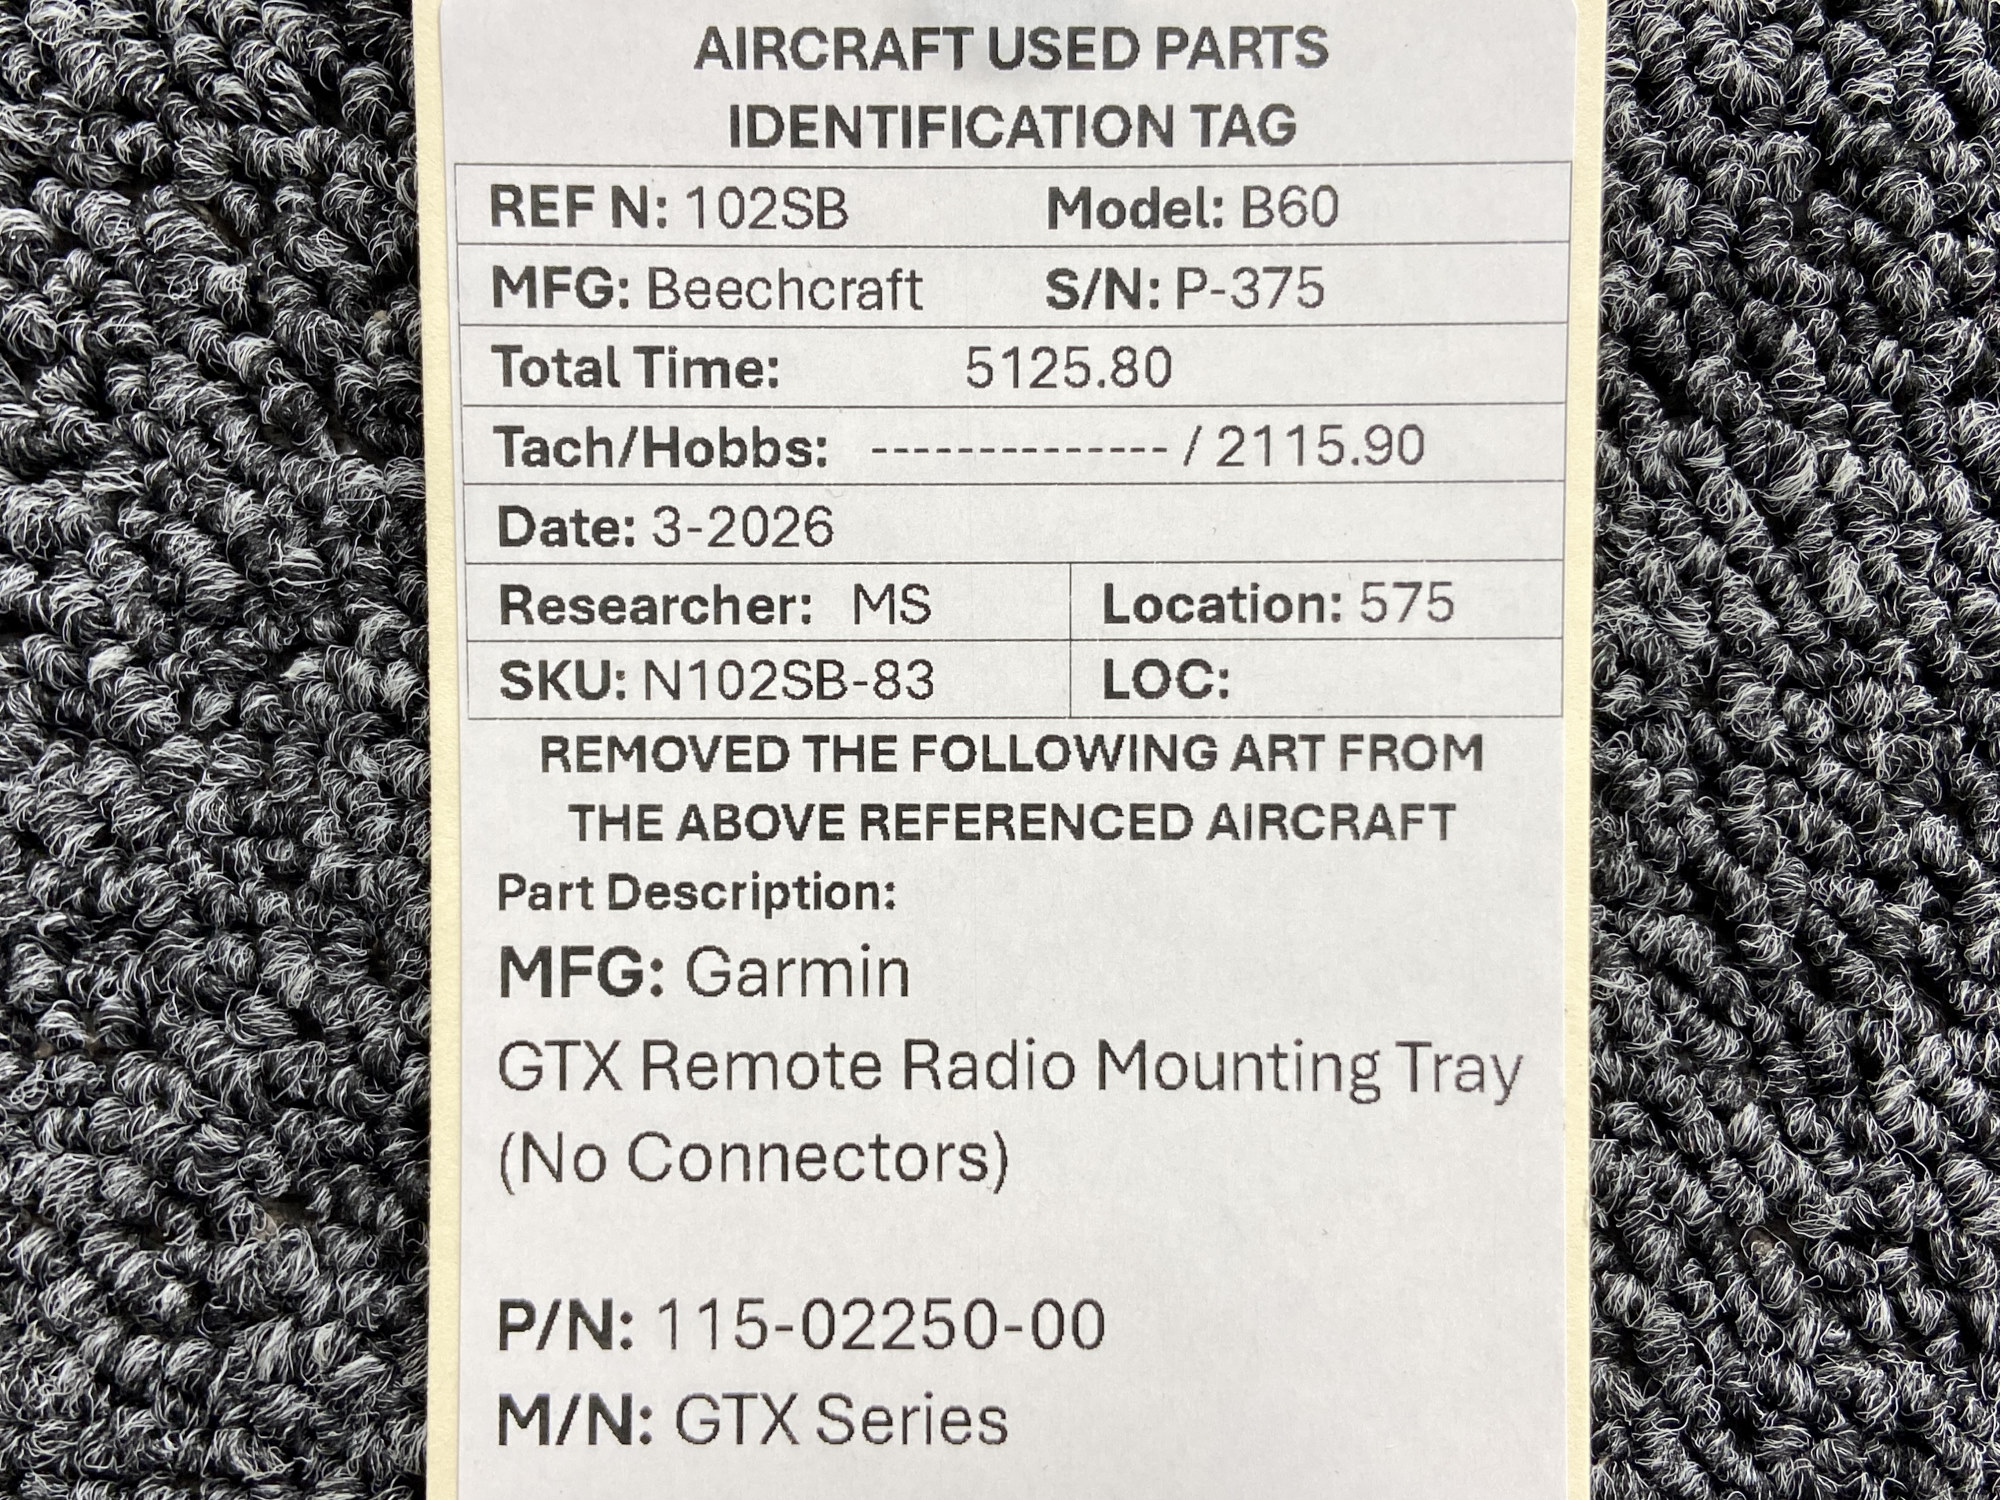 AIRCRAFT USED PARTS
IDENTIFICATION TAG
REF N: 102SB Model: B60
MFG: Beechcraft S/N: P-375
Total Time: 5125.80
Tach/Hobbs: -------------- / 2115.90
Date: 3-2026
Researcher: MS Location: 575
SKU: N102SB-83 LOC:
REMOVED THE FOLLOWING ART FROM
THE ABOVE REFERENCED AIRCRAFT
Part Description:
MFG: Garmin
GTX Remote Radio Mounting Tray
(No Connectors)
P/N: 115-02250-00
M/N: GTX Series